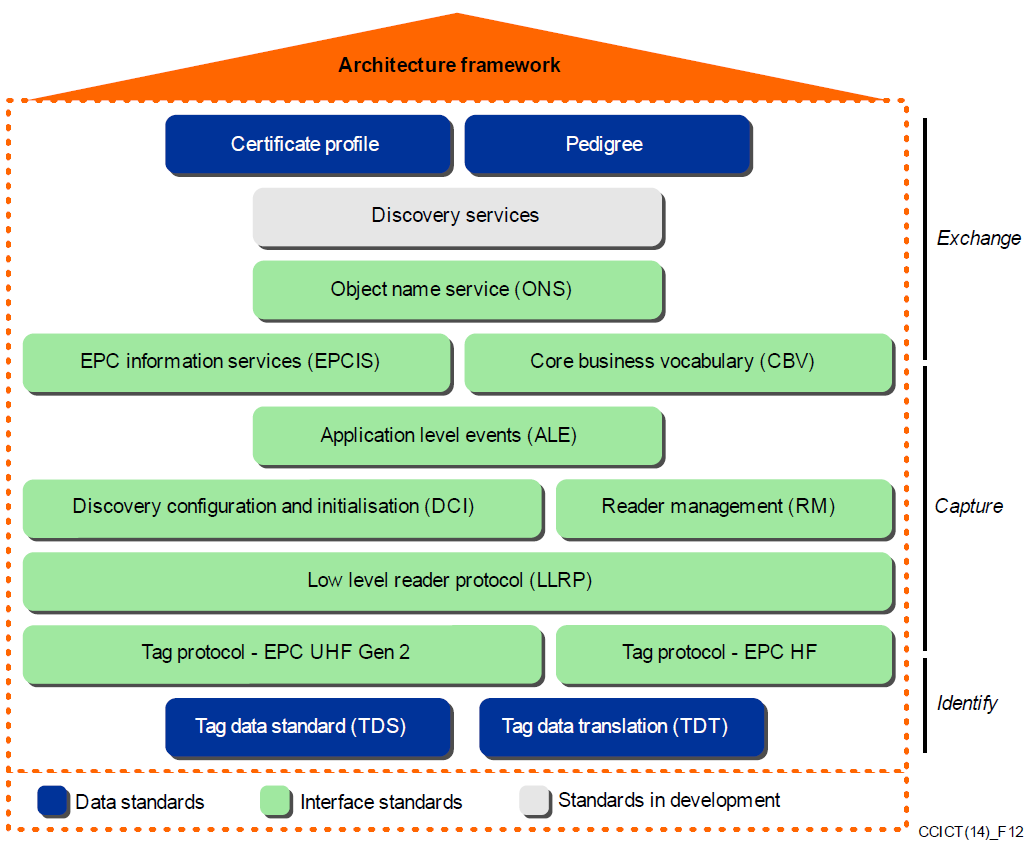 Architecture framework
Certificate profile
Pedigree
Discovery services
Object name service (ONS)
Exchange
EPC information services (EPCIS)
Core business vocabulary (CBV)
Application level events (ALE)
Discovery configuration and initialisation (DCI)
Reader management (RM)
Capture
Low level reader protocol (LLRP)
Tag protocol - EPC UHF Gen 2
Tag protocol - EPC HF
Identify
Tag data standard (TDS)
Tag data translation (TDT)
Data standards
Interface standards
Standards in development
CCICT(14)_F12